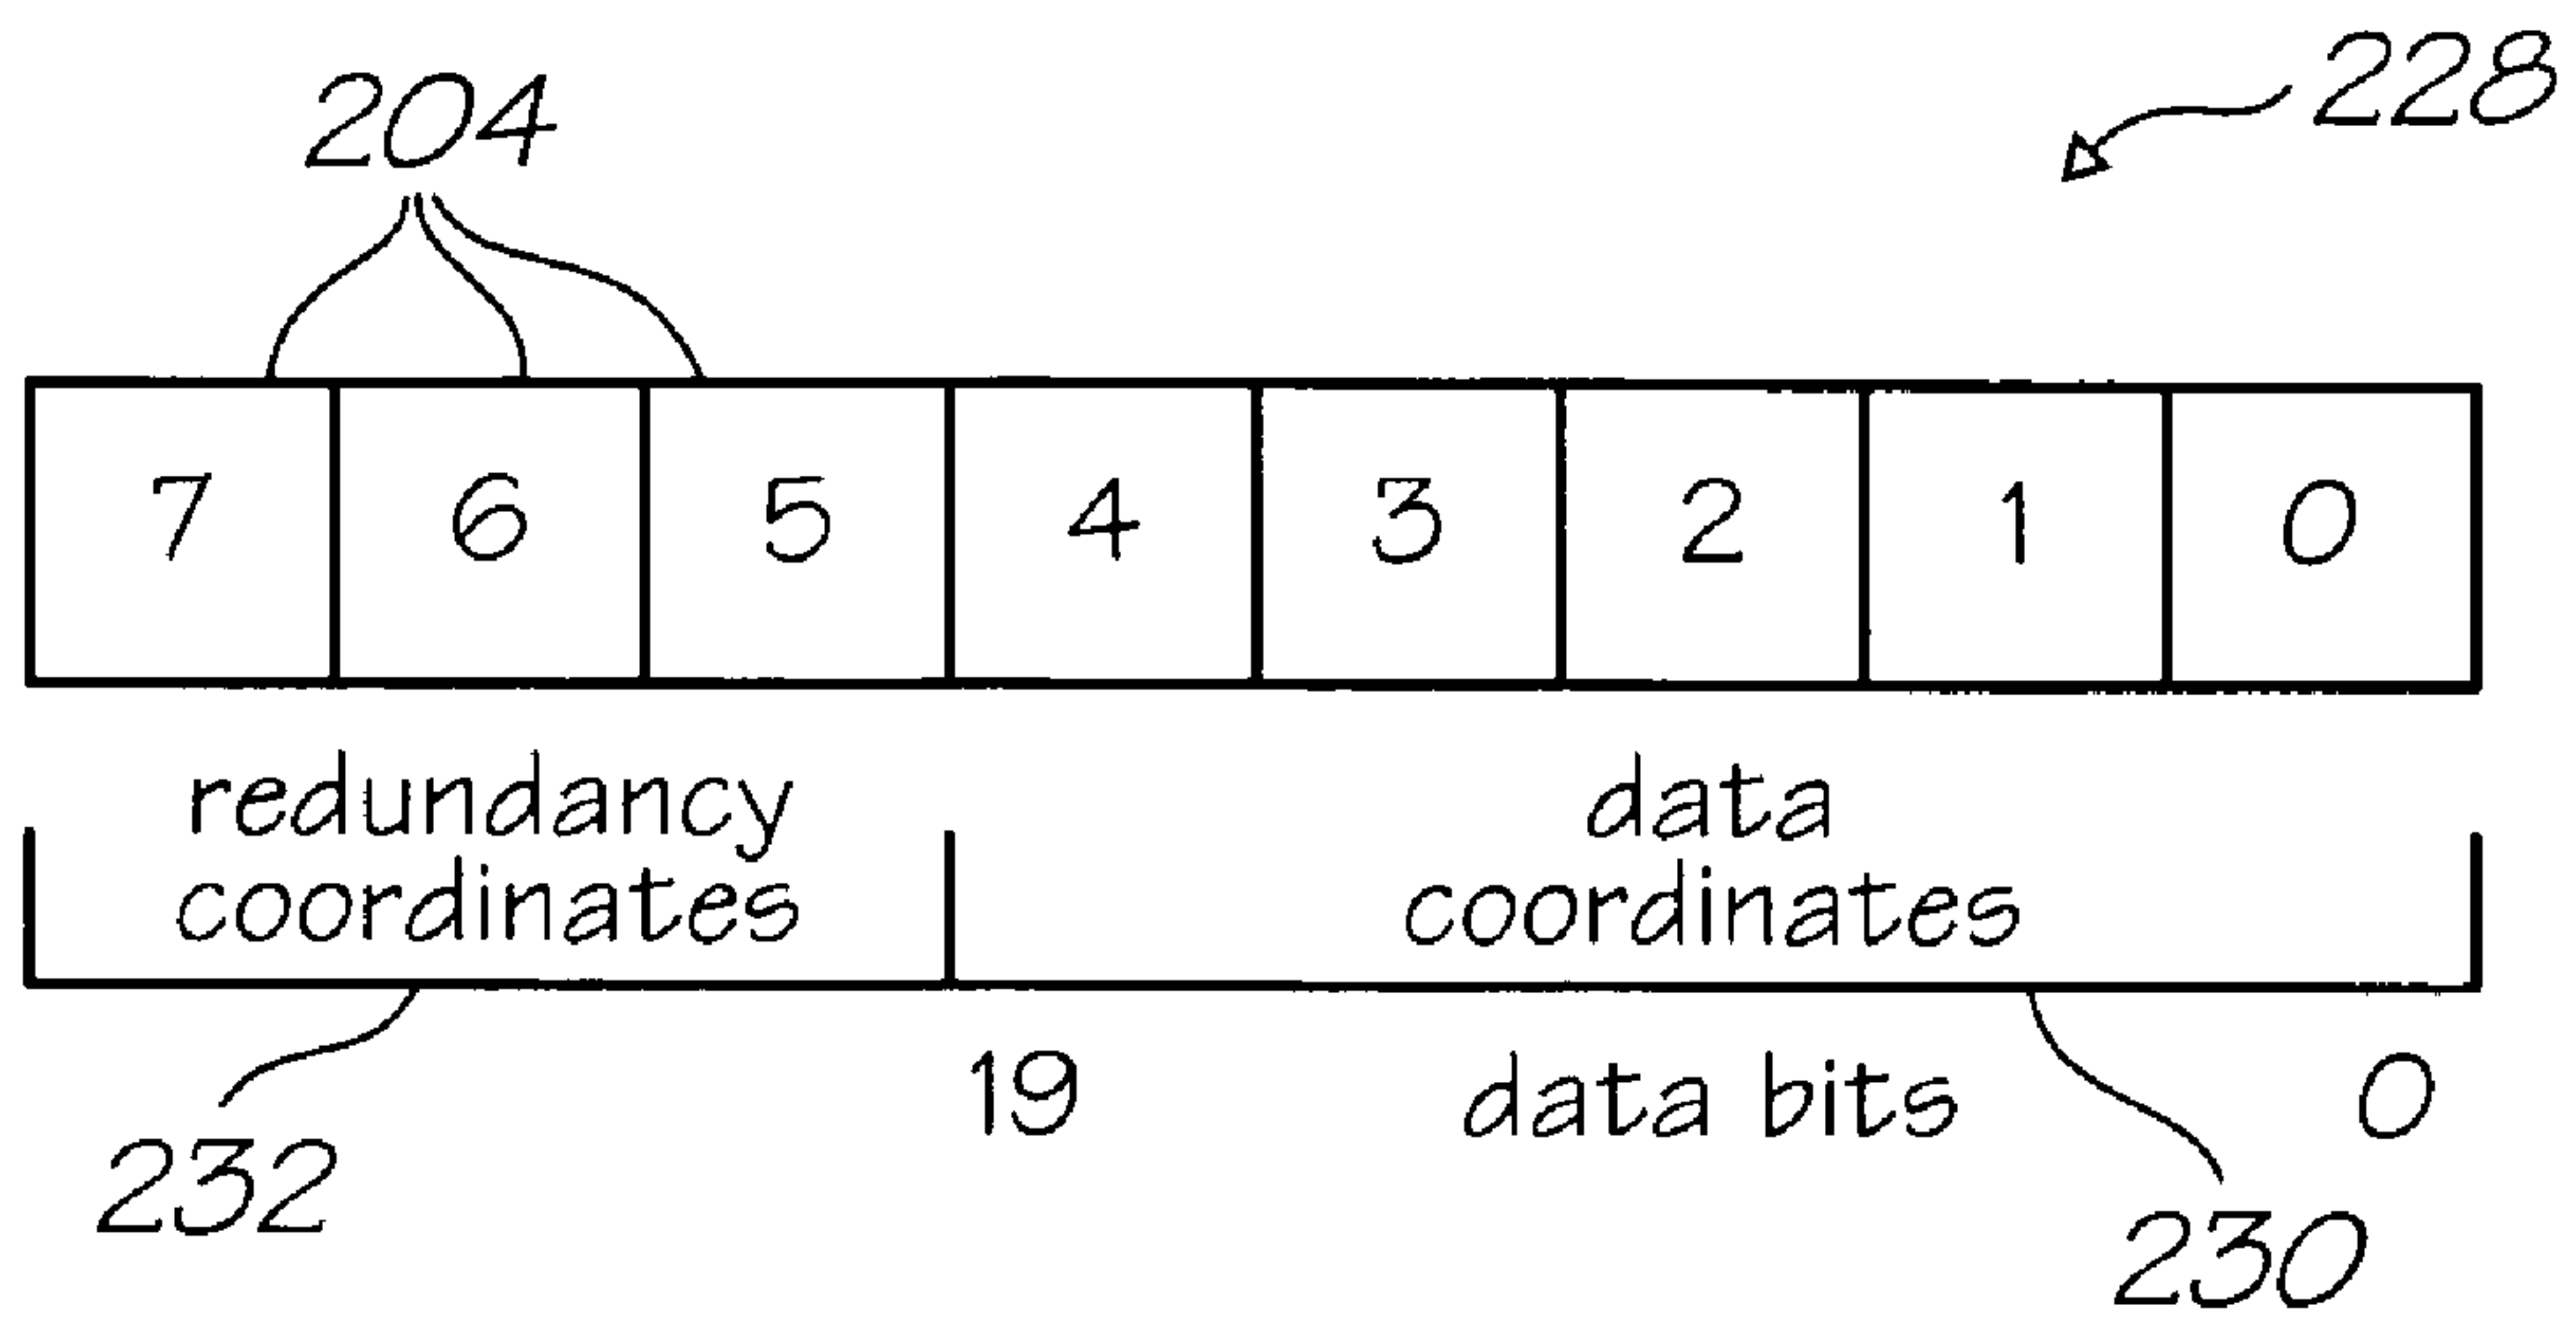 228
204
7 6 5 4 3 2 1 0
redundancy
coordinates
data
coordinates
19 data bits 0
232
230